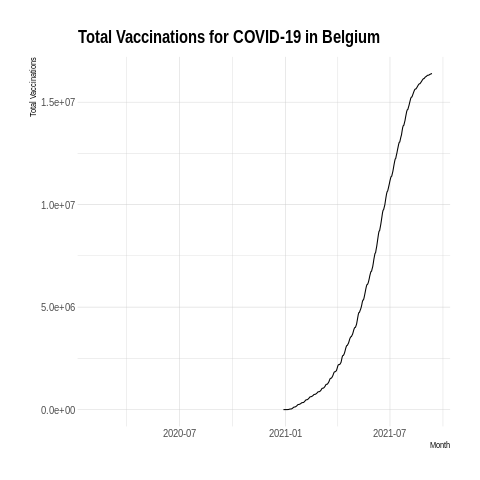 Total Vaccinations for COVID-19 in Belgium
Total Vaccinations
1.5e+07
1.0e+07
5.0e+06
0.0e+00
2020-07 2021-01 2021-07
Month